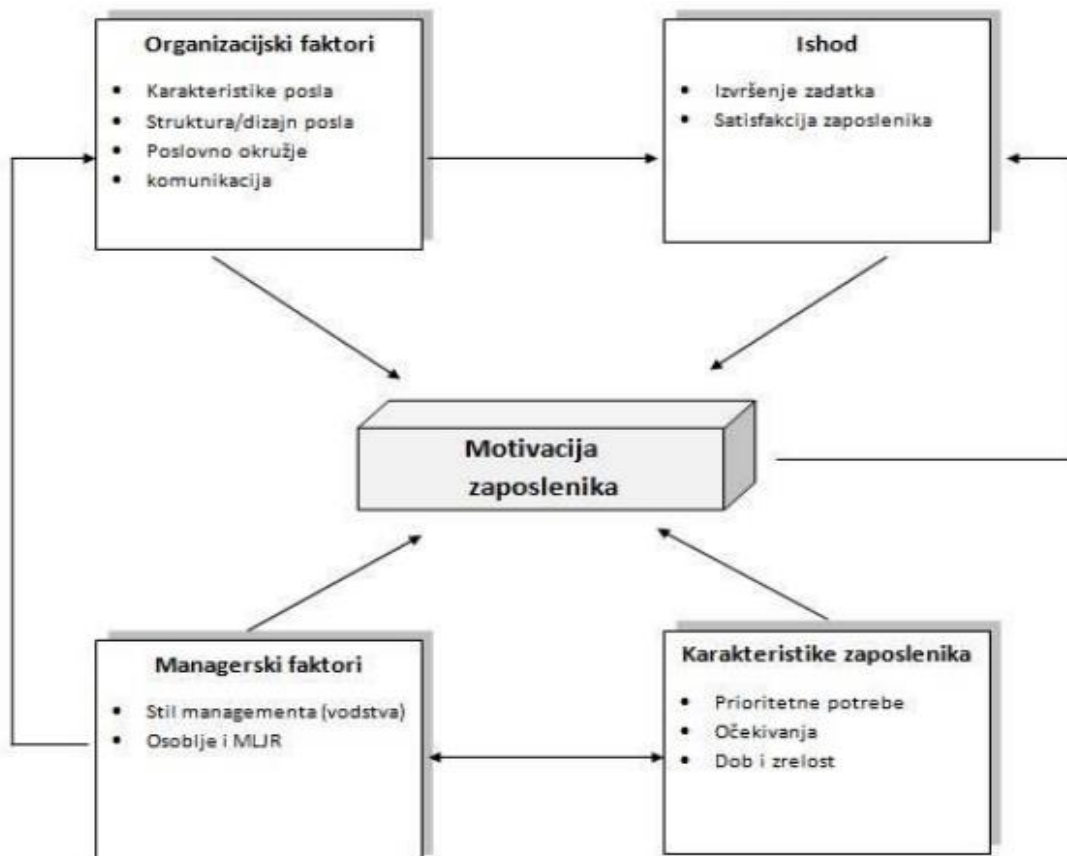 Organizacijski faktori
• Karakteristike posla
• Struktura/dizajn posla
• Poslovno okružje
• komunikacija
Ishod
• Izvršenje zadatka
• Satisfakcija zaposlenika
Motivacija
zaposlenika
Managerski faktori
• Stil managementa (vodstva)
• Osoblje i MLJR
Karakteristike zaposlenika
• Prioritetne potrebe
• Očekivanja
• Dob i zrelost